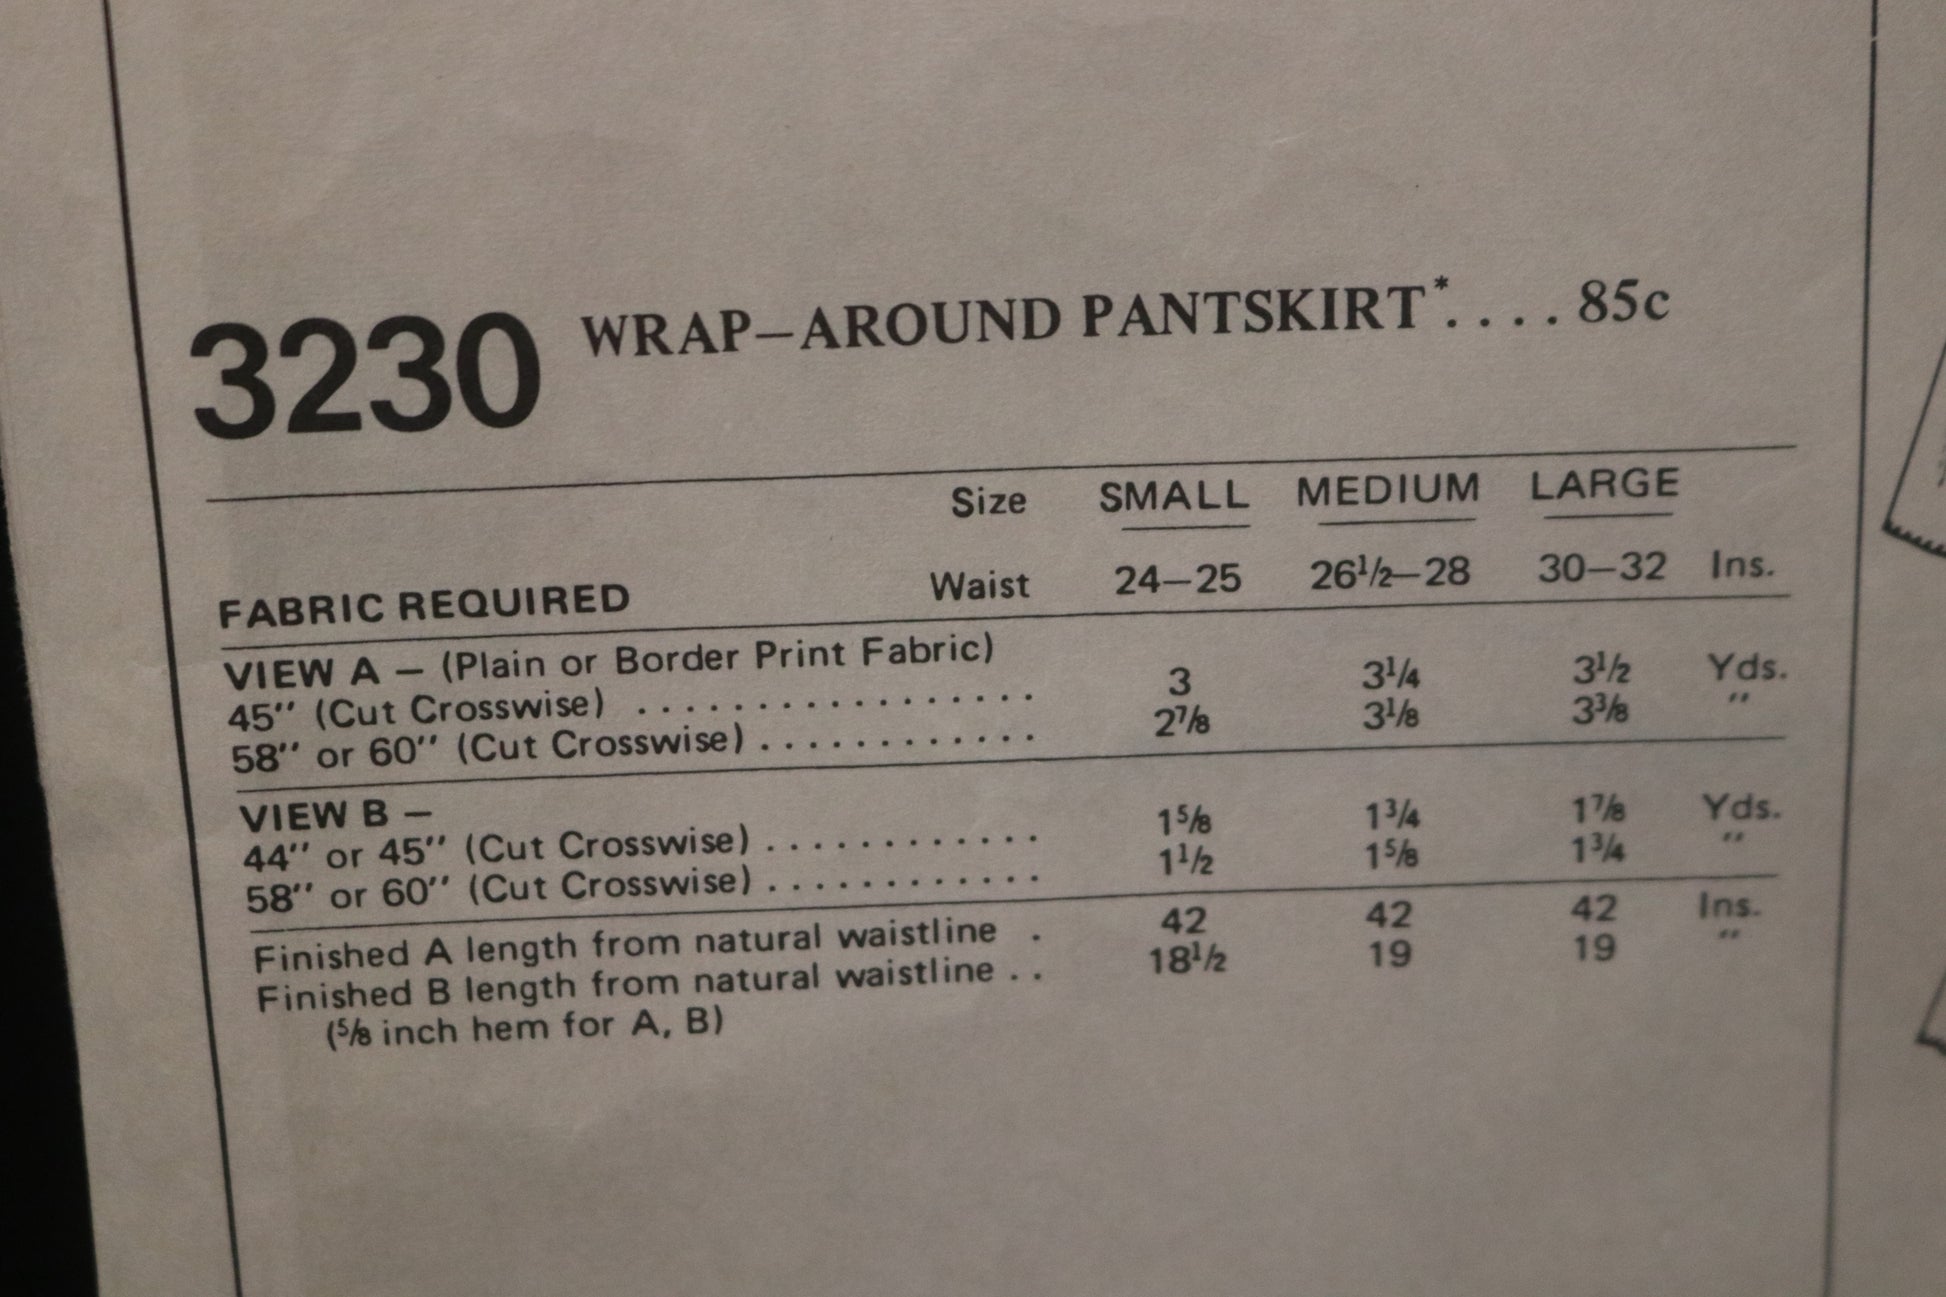 3230 WRAP–AROUND PANTSKIRT*.... 85c
Size SMALL MEDIUM LARGE
FABRIC REQUIRED Waist 24–25 26½–28 30–32 Ins.
VIEW A – (Plain or Border Print Fabric)
45" (Cut Crosswise) ................. 3 3¼ 3½ Yds.
58" or 60" (Cut Crosswise) ............ 2⅞ 3⅛ 3⅜ "
VIEW B –
44" or 45" (Cut Crosswise) ............ 1⅝ 1¾ 1⅞ Yds.
58" or 60" (Cut Crosswise) ............ 1½ 1⅝ 1¾ "
Finished A length from natural waistline . 42 42 42 Ins.
Finished B length from natural waistline .. 18½ 19 19 "
(⅝ inch hem for A, B)